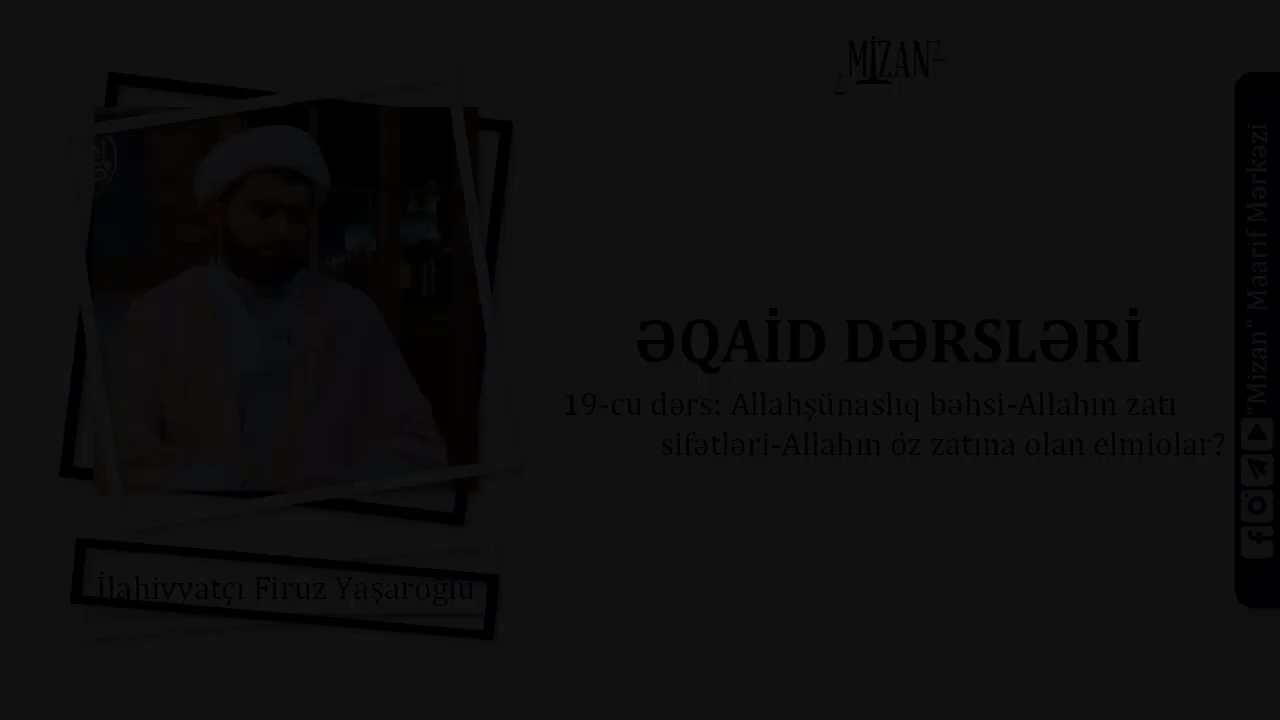 MİZAN
ƏQAİD DƏRSLƏRİ
19-cu dərs: Allahşünaslıq bəhsi-Allahın zatı
sifətləri-Allahın öz zatına olan elmiolar?
İlahiyyatçı Firuz Yaşaroğlu
"Mizan" Maarif Mərkəzi